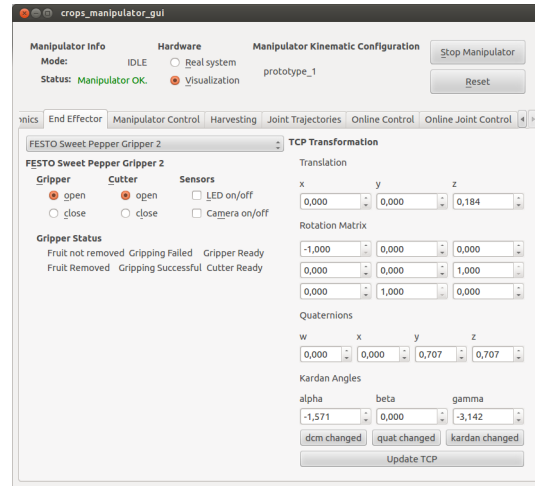 crops_manipulator_gui
Manipulator Info Hardware Manipulator Kinematic Configuration Stop Manipulator
Mode: IDLE Real system
prototype_1
Status: Manipulator OK. Visualization Reset
nics End Effector Manipulator Control Harvesting Joint Trajectories Online Control Online Joint Control
FESTO Sweet Pepper Gripper 2 TCP Transformation
FESTO Sweet Pepper Gripper 2 Translation
Gripper Cutter Sensors x y z
open open LED on/off 0,000 0,000 0,184
close close Camera on/off
Rotation Matrix
Gripper Status -1,000 0,000 0,000
Fruit not removed Gripping Failed Gripper Ready
Fruit Removed Gripping Successful Cutter Ready 0,000 0,000 1,000
0,000 1,000 0,000
Quaternions
w x y z
0,000 0,000 0,707 0,707
Kardan Angles
alpha beta gamma
-1,571 0,000 -3,142
dcm changed quat changed kardan changed
Update TCP